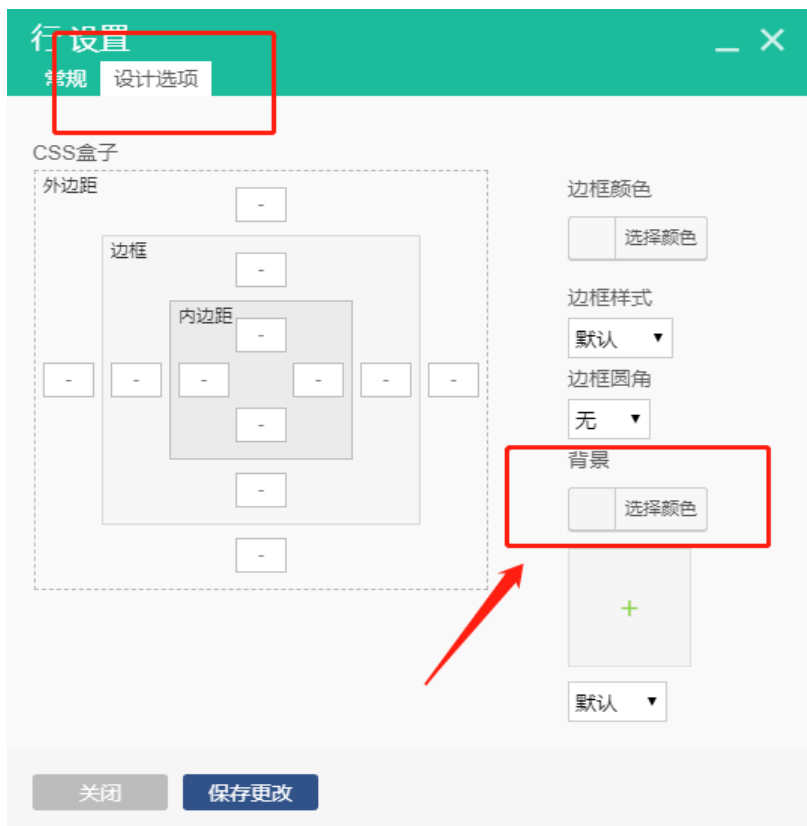 行 设置
常规 设计选项
CSS盒子
外边距
-
边框
-
内边距
-
- - - - - -
-
-
-
边框颜色
选择颜色
边框样式
默认
边框圆角
无
背景
选择颜色
+
默认
关闭 保存更改